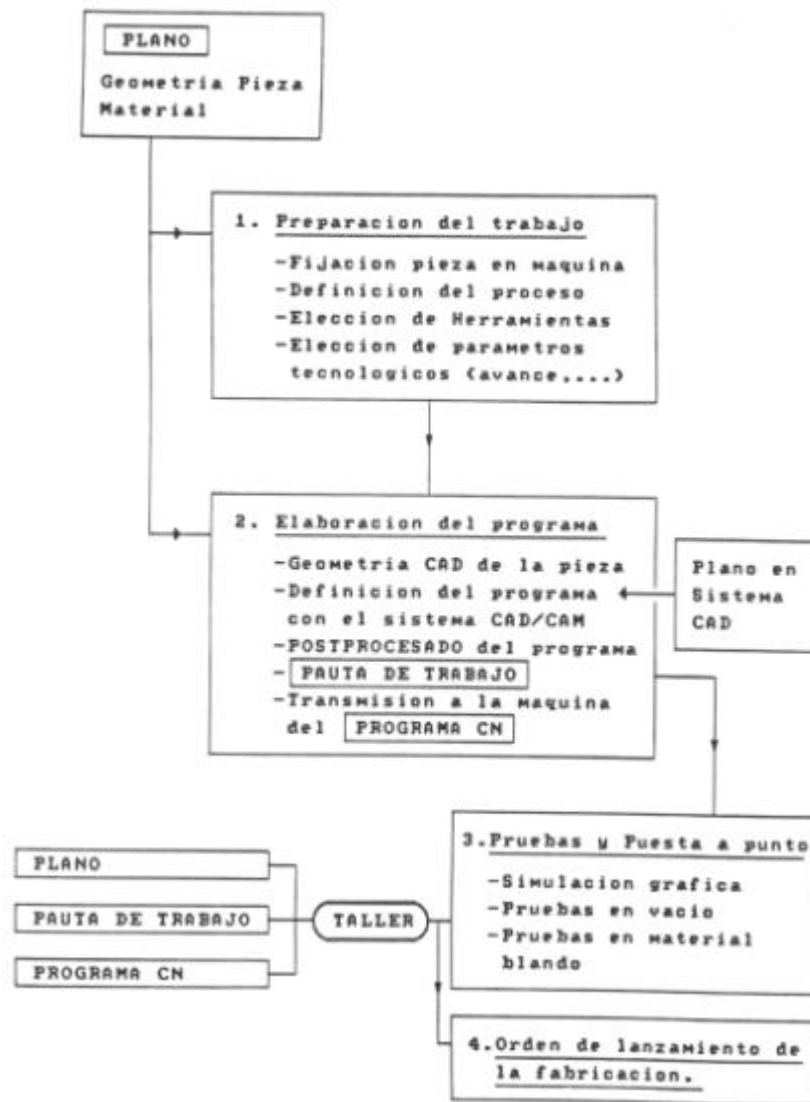 PLANO
Geometria Pieza
Material
1. Preparacion del trabajo
-Fijacion pieza en maquina
-Definicion del proceso
-Eleccion de Herramientas
-Eleccion de parametros
tecnologicos (avance,....)
2. Elaboracion del programa
-Geometria CAD de la pieza
-Definicion del programa
con el sistema CAD/CAM
-POSTPROCESADO del programa
- PAUTA DE TRABAJO
-Transmision a la maquina
del PROGRAMA CN
Plano en
Sistema
CAD
3.Pruebas y Puesta a punto
-Simulacion grafica
-Pruebas en vacio
-Pruebas en material
blando
PLANO
PAUTA DE TRABAJO
PROGRAMA CN
TALLER
4.Orden de lanzamiento de
la fabricacion.